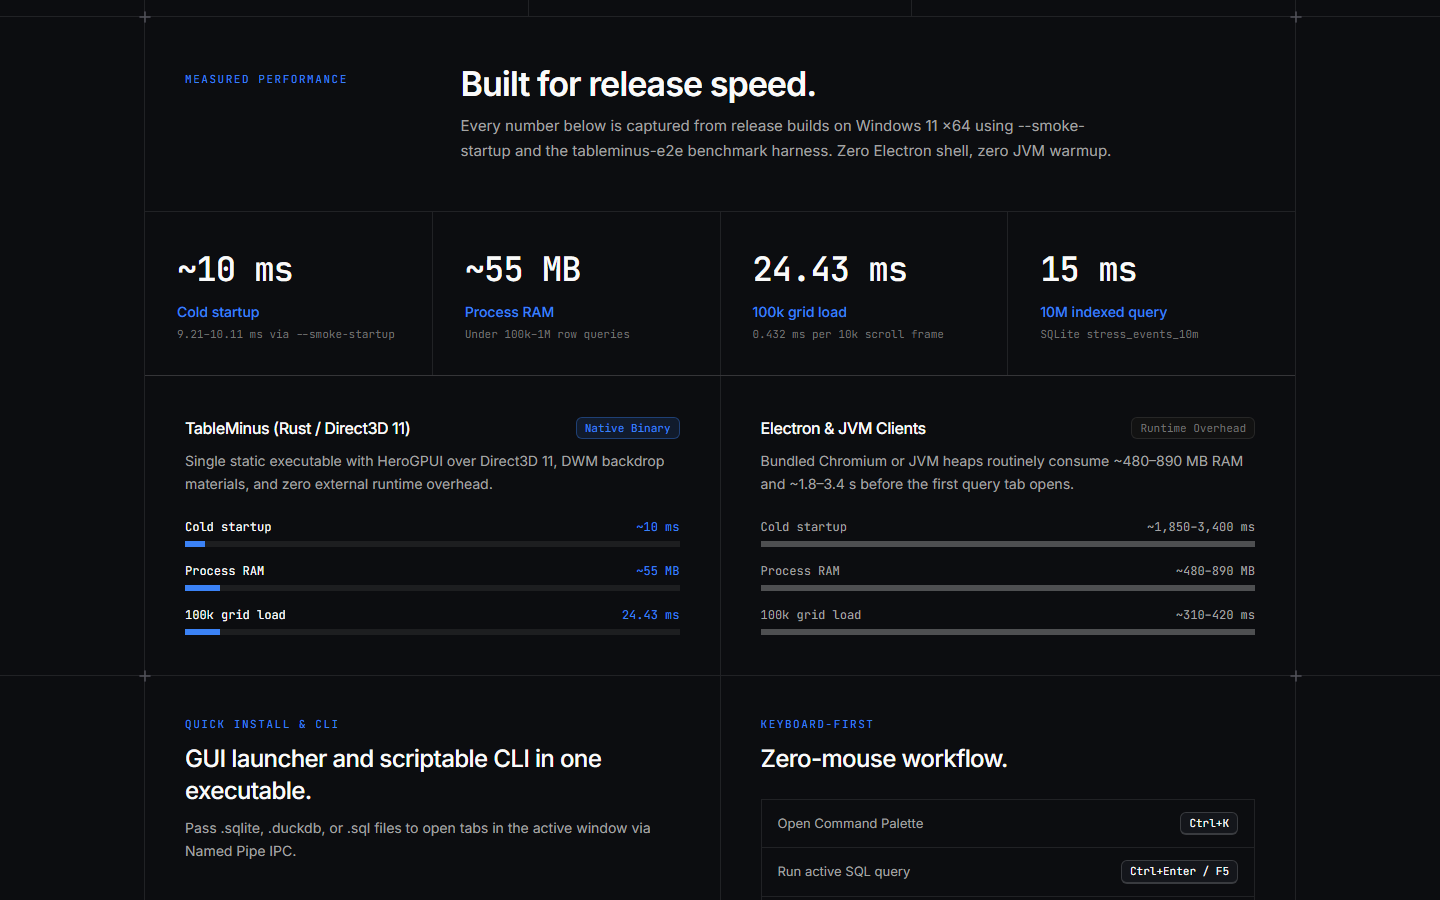 MEASURED PERFORMANCE
Built for release speed.
Every number below is captured from release builds on Windows 11 ×64 using --smoke-
startup and the tableminus-e2e benchmark harness. Zero Electron shell, zero JVM warmup.
~10 ms
Cold startup
9.21–10.11 ms via --smoke-startup
~55 MB
Process RAM
Under 100k–1M row queries
24.43 ms
100k grid load
0.432 ms per 10k scroll frame
15 ms
10M indexed query
SQLite stress_events_10m
TableMinus (Rust / Direct3D 11)
Native Binary
Single static executable with HeroGPUI over Direct3D 11, DWM backdrop
materials, and zero external runtime overhead.
Cold startup
~10 ms
Process RAM
~55 MB
100k grid load
24.43 ms
Electron & JVM Clients
Runtime Overhead
Bundled Chromium or JVM heaps routinely consume ~480–890 MB RAM
and ~1.8–3.4 s before the first query tab opens.
Cold startup
~1,850–3,400 ms
Process RAM
~480–890 MB
100k grid load
~310–420 ms
QUICK INSTALL & CLI
GUI launcher and scriptable CLI in one
executable.
Pass .sqlite, .duckdb, or .sql files to open tabs in the active window via
Named Pipe IPC.
KEYBOARD-FIRST
Zero-mouse workflow.
Open Command Palette
Ctrl+K
Run active SQL query
Ctrl+Enter / F5